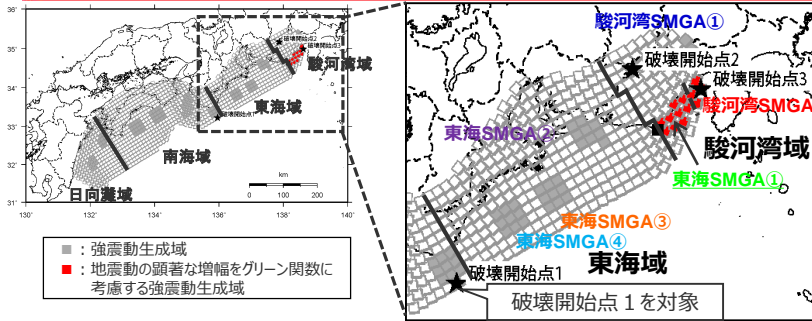 36°
35°
34°
33°
32°
31°
130°
132°
134°
136°
138°
140°
破壊開始点2
破壊開始点3
駿河湾域
東海域
破壊開始点1
南海域
日向灘域
km
0
100
200
■：強震動生成域
■：地震動の顕著な増幅をグリーン関数に
考慮する強震動生成域
駿河湾SMGA①
破壊開始点2
破壊開始点3
駿河湾SMGA
東海SMGA②
駿河湾域
東海SMGA①
東海SMGA③
東海SMGA④
東海域
破壊開始点1
破壊開始点１を対象